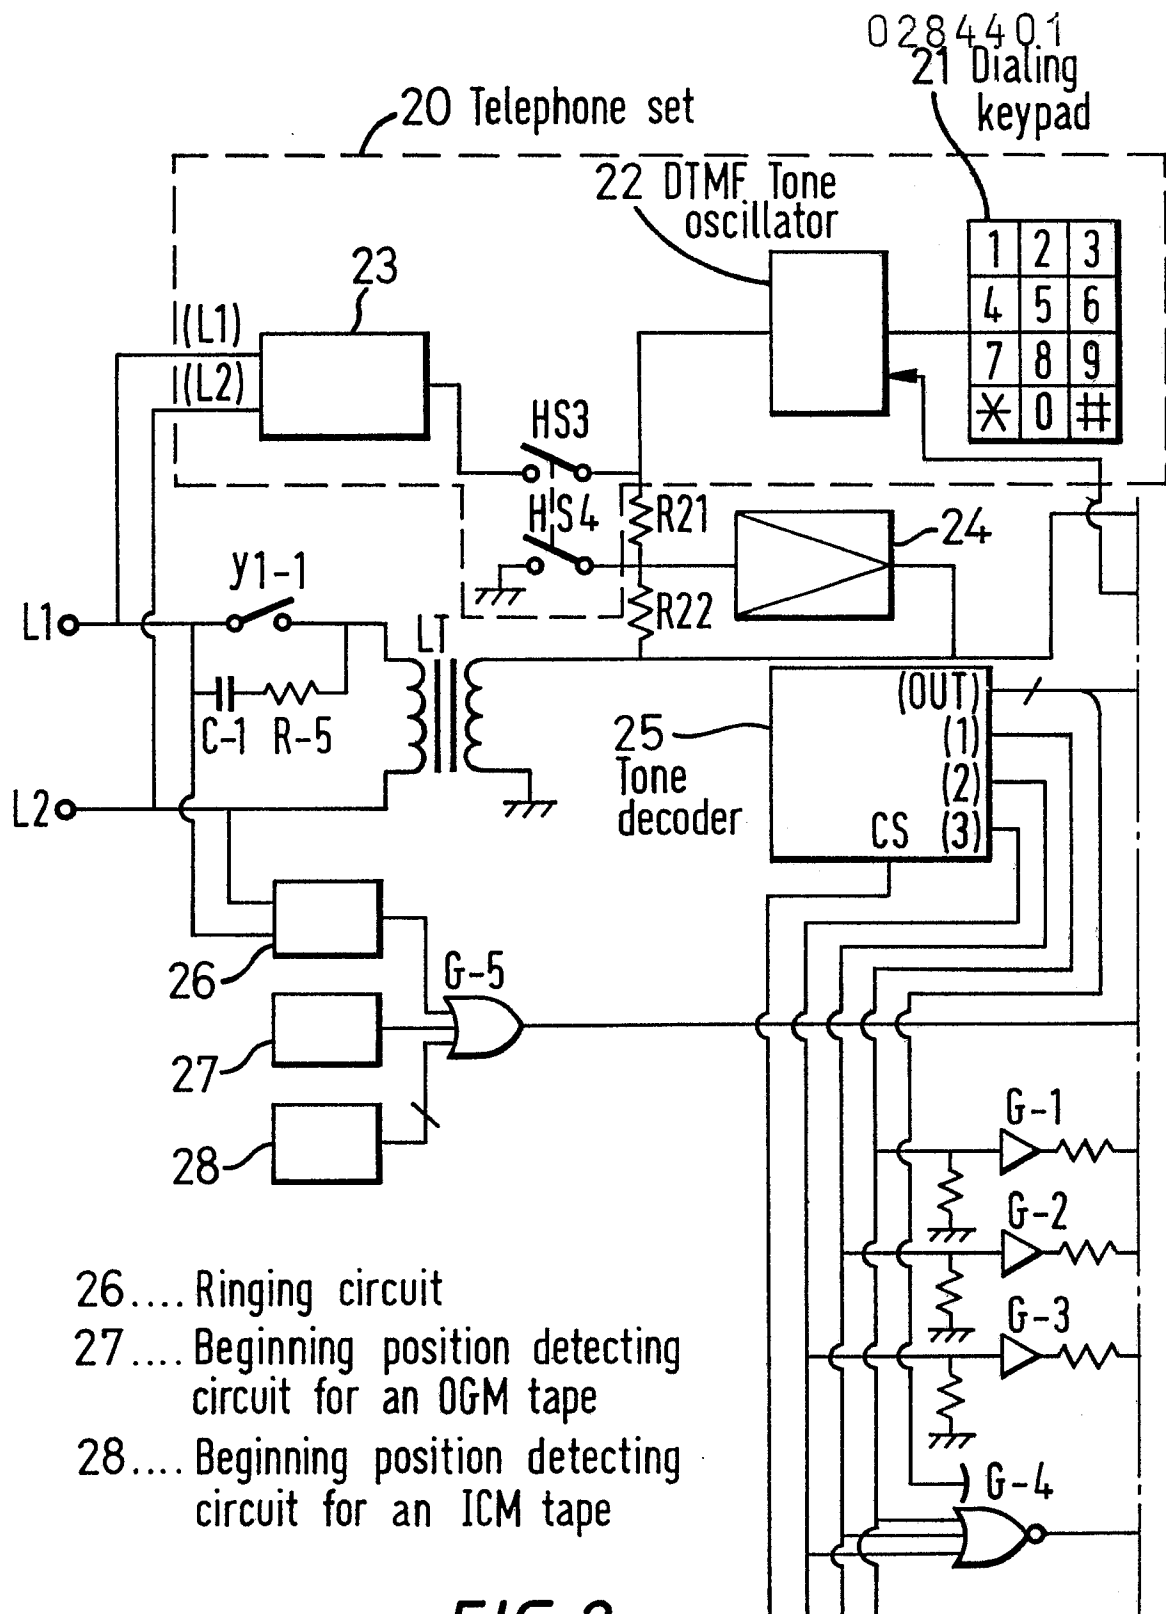 0284401
21 Dialing
keypad
20 Telephone set
22 DTMF Tone
oscillator
1 2 3
4 5 6
7 8 9
* 0 #
23
(L1)
(L2)
HS3
HS4
R21
24
y1-1
L1
LT
R22
C-1 R-5
(OUT)
25
Tone
decoder
(1)
(2)
CS (3)
L2
26
G-5
27
28
G-1
G-2
G-3
G-4
26.... Ringing circuit
27.... Beginning position detecting
circuit for an OGM tape
28.... Beginning position detecting
circuit for an ICM tape